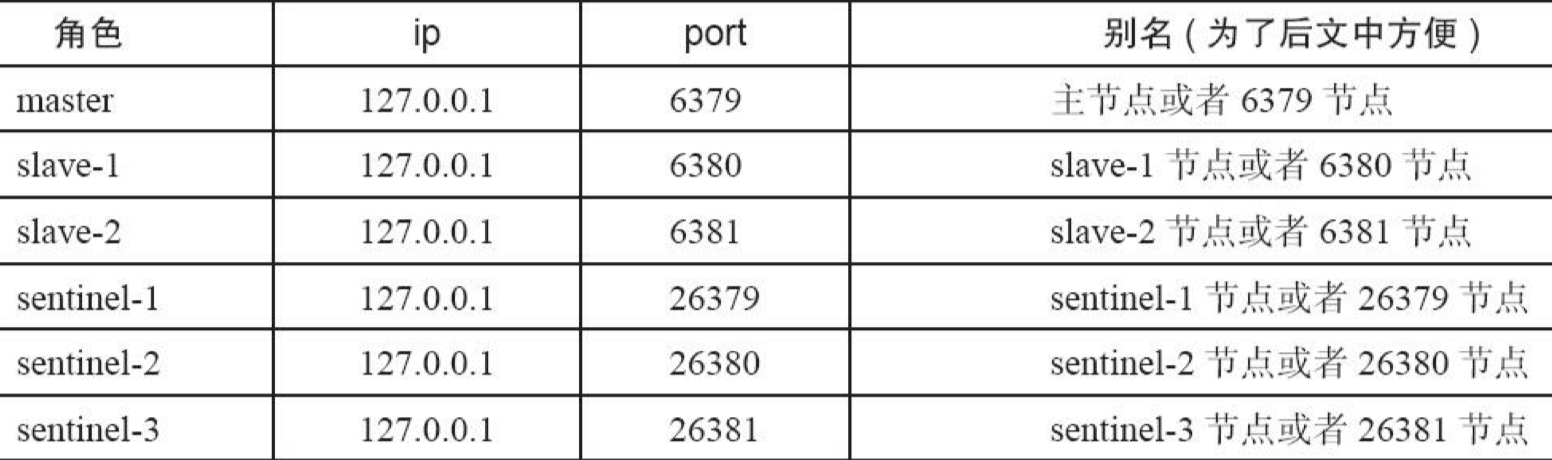 角色 ip port 别名(为了后文中方便)
master 127.0.0.1 6379 主节点或者 6379 节点
slave-1 127.0.0.1 6380 slave-1 节点或者 6380 节点
slave-2 127.0.0.1 6381 slave-2 节点或者 6381 节点
sentinel-1 127.0.0.1 26379 sentinel-1 节点或者 26379 节点
sentinel-2 127.0.0.1 26380 sentinel-2 节点或者 26380 节点
sentinel-3 127.0.0.1 26381 sentinel-3 节点或者 26381 节点